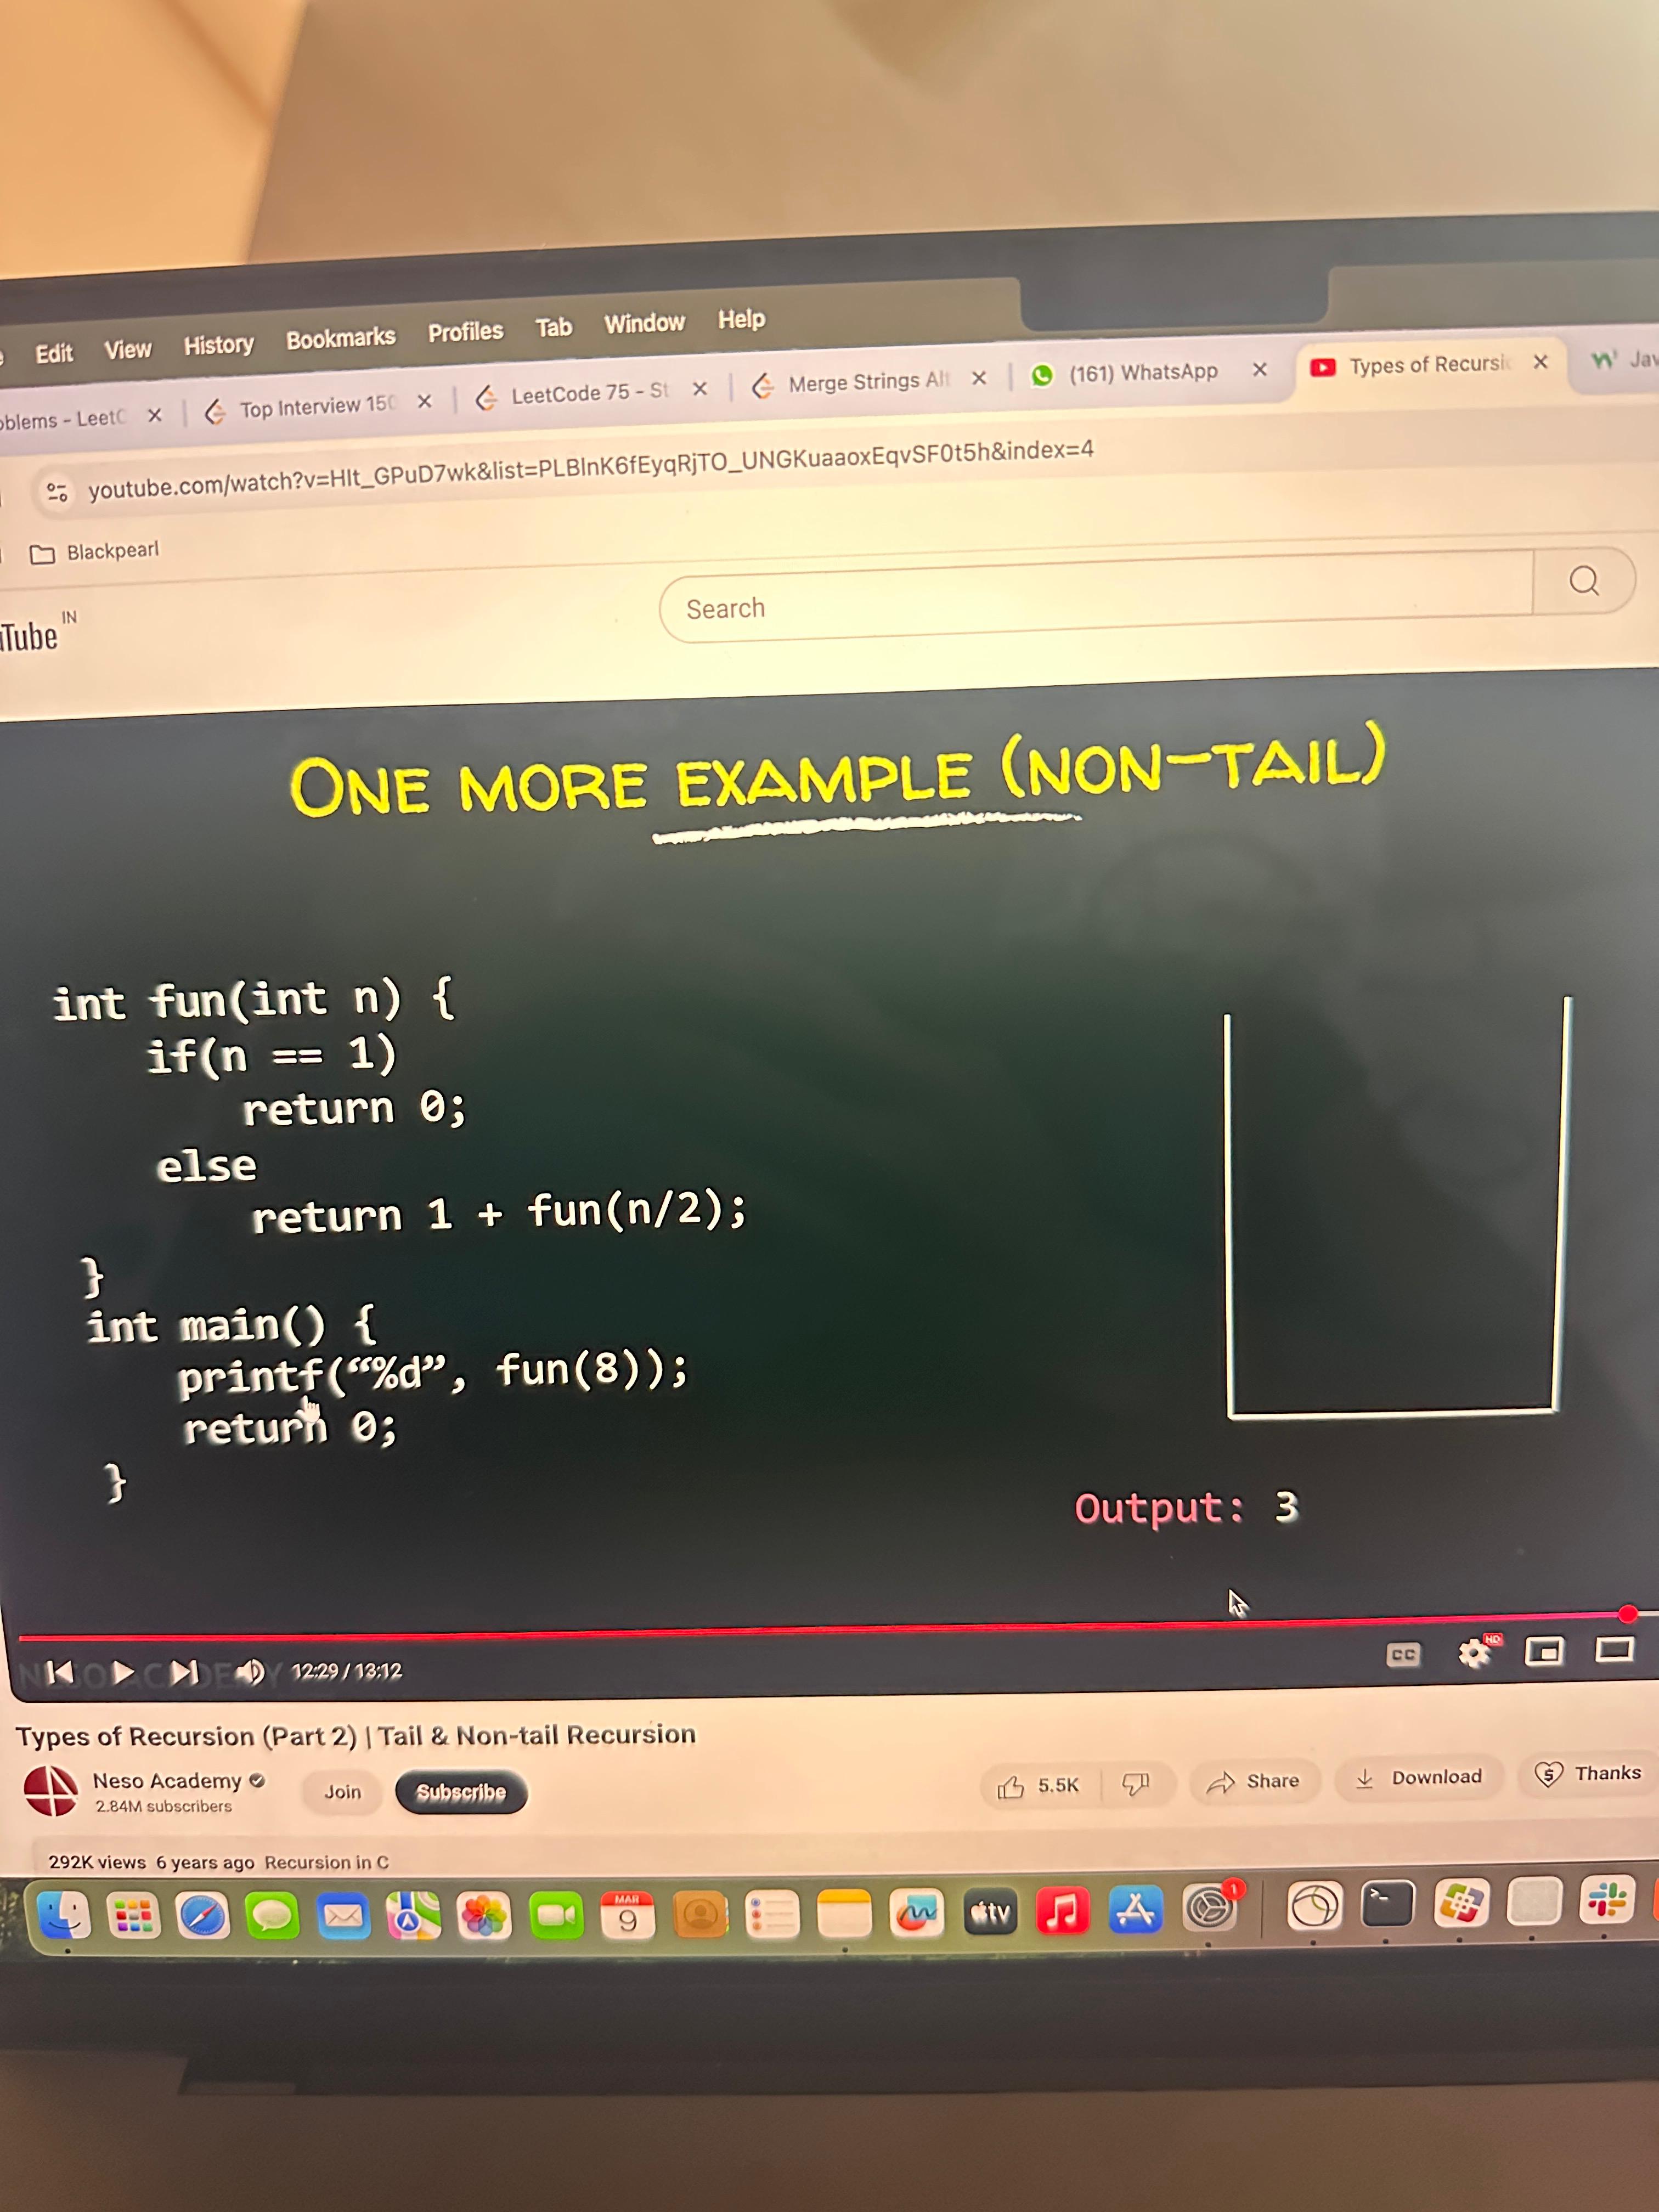 Edit View History Bookmarks Profiles Tab Window Help
Top Interview 150 LeetCode 75 - St Merge Strings Alt (161) WhatsApp Types of Recursi
youtube.com/watch?v=HIt_GPuD7wk&list=PLBlnK6fEyqRjTO_UNGKuaaoxEqvSF0t5h&index=4
Blackpearl
Tube IN
Search
ONE MORE EXAMPLE (NON-TAIL)
int fun(int n) {
if(n == 1)
return 0;
else
return 1 + fun(n/2);
}
int main() {
printf(“%d”, fun(8));
return 0;
}
Output: 3
NESO ACADEMY
12:29 / 13:12
CC HD
Types of Recursion (Part 2) | Tail & Non-tail Recursion
Neso Academy
2.84M subscribers
Join Subscribe
5.5K Share Download Thanks
292K views 6 years ago Recursion in C
MAR
9
tv
1